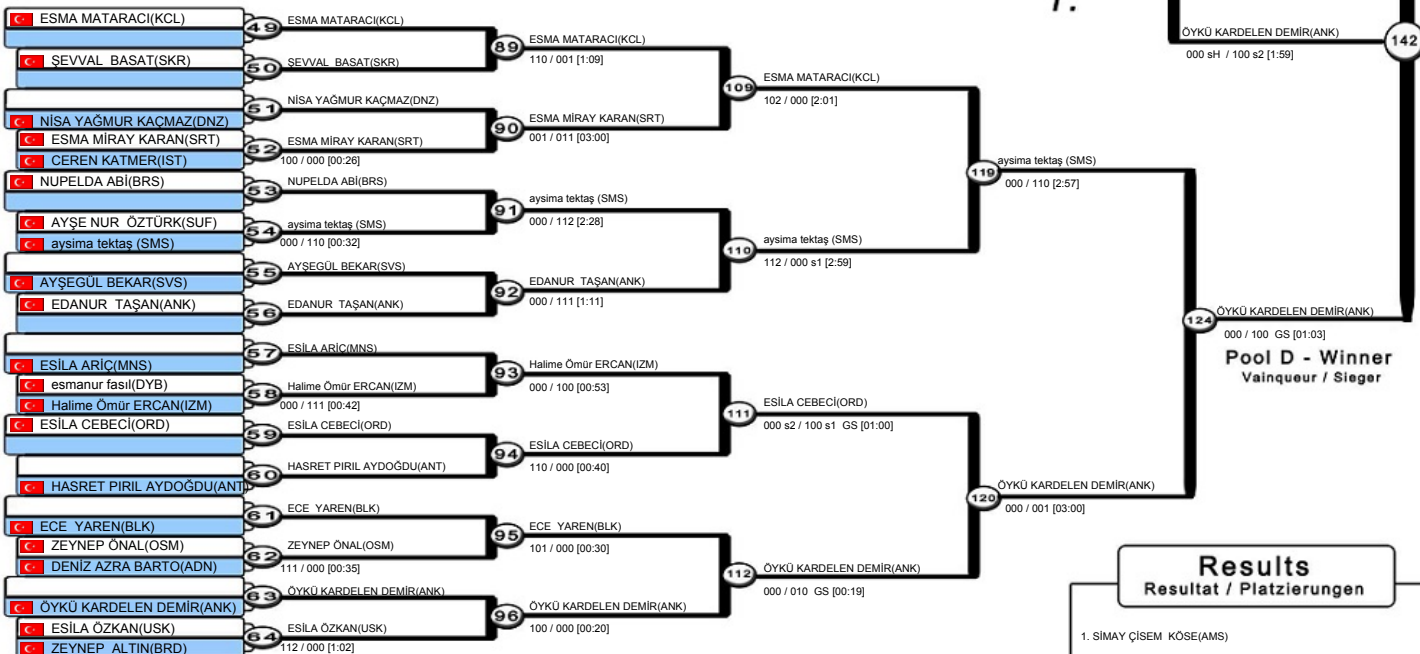 ESMA MATARACI(KCL)
ŞEVVAL BASAT(SKR)
NİSA YAĞMUR KAÇMAZ(DNZ)
ESMA MİRAY KARAN(SRT)
CEREN KATMER(IST)
NUPELDA ABİ(BRS)
AYŞE NUR ÖZTÜRK(SUF)
aysima tektaş (SMS)
AYŞEGÜL BEKAR(SVS)
EDANUR TAŞAN(ANK)
ESİLA ARİÇ(MNS)
esmanur fasıl(DYB)
Halime Ömür ERCAN(IZM)
ESİLA CEBECİ(ORD)
HASRET PIRIL AYDOĞDU(ANT)
ECE YAREN(BLK)
ZEYNEP ÖNAL(OSM)
DENİZ AZRA BARTO(ADN)
ÖYKÜ KARDELEN DEMİR(ANK)
ESİLA ÖZKAN(USK)
ZEYNEP ALTIN(BRD)
49
ESMA MATARACI(KCL)
50
ŞEVVAL BASAT(SKR)
51
NİSA YAĞMUR KAÇMAZ(DNZ)
52
ESMA MİRAY KARAN(SRT)
100 / 000 [00:26]
53
NUPELDA ABİ(BRS)
54
aysima tektaş (SMS)
000 / 110 [00:32]
55
AYŞEGÜL BEKAR(SVS)
56
EDANUR TAŞAN(ANK)
57
ESİLA ARİÇ(MNS)
58
Halime Ömür ERCAN(IZM)
000 / 111 [00:42]
59
ESİLA CEBECİ(ORD)
60
HASRET PIRIL AYDOĞDU(ANT)
61
ECE YAREN(BLK)
62
ZEYNEP ÖNAL(OSM)
111 / 000 [00:35]
63
ÖYKÜ KARDELEN DEMİR(ANK)
64
ESİLA ÖZKAN(USK)
112 / 000 [1:02]
89
ESMA MATARACI(KCL)
110 / 001 [1:09]
90
ESMA MİRAY KARAN(SRT)
001 / 011 [03:00]
91
aysima tektaş (SMS)
000 / 112 [2:28]
92
EDANUR TAŞAN(ANK)
000 / 111 [1:11]
93
Halime Ömür ERCAN(IZM)
000 / 100 [00:53]
94
ESİLA CEBECİ(ORD)
110 / 000 [00:40]
95
ECE YAREN(BLK)
101 / 000 [00:30]
96
ÖYKÜ KARDELEN DEMİR(ANK)
100 / 000 [00:20]
109
ESMA MATARACI(KCL)
102 / 000 [2:01]
110
aysima tektaş (SMS)
112 / 000 s1 [2:59]
111
ESİLA CEBECİ(ORD)
000 s2 / 100 s1 GS [01:00]
112
ÖYKÜ KARDELEN DEMİR(ANK)
000 / 010 GS [00:19]
119
aysima tektaş (SMS)
000 / 110 [2:57]
120
ÖYKÜ KARDELEN DEMİR(ANK)
000 / 001 [03:00]
124
ÖYKÜ KARDELEN DEMİR(ANK)
000 / 100 GS [01:03]
Pool D - Winner
Vainqueur / Sieger
ÖYKÜ KARDELEN DEMİR(ANK)
000 sH / 100 s2 [1:59]
142
Results
Resultat / Platzierungen
1. SİMAY ÇİSEM KÖSE(AMS)